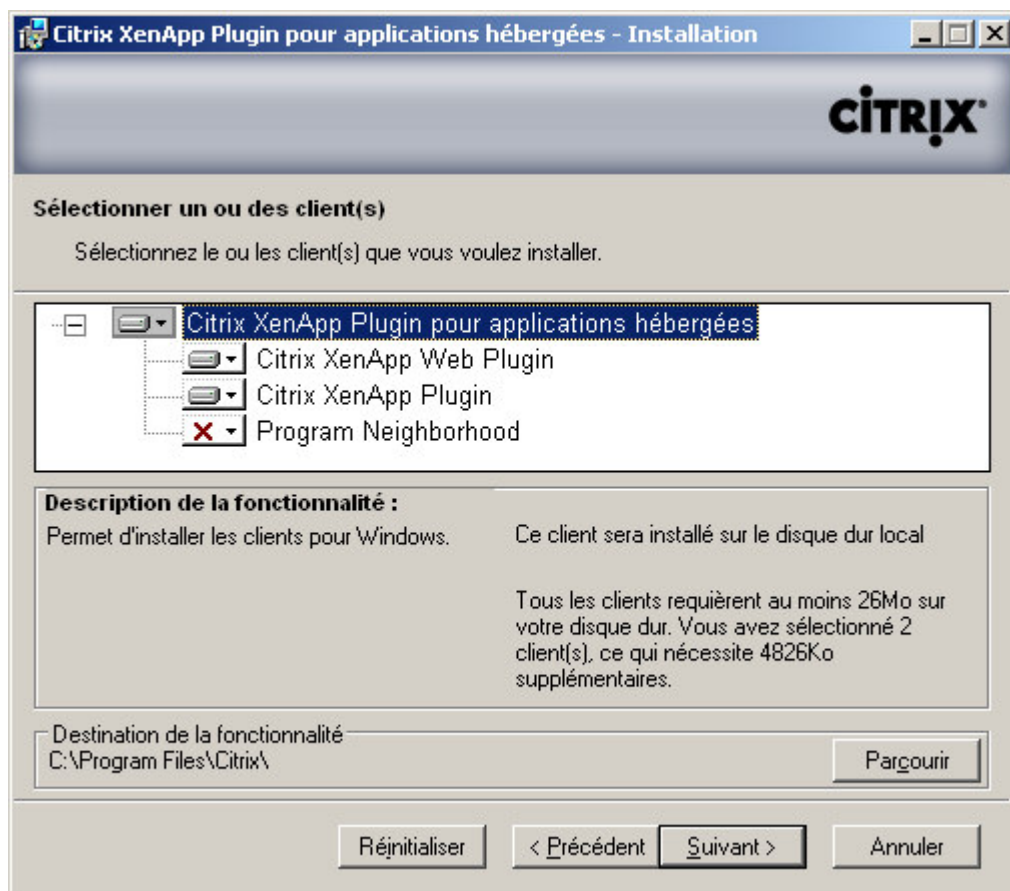 Citrix XenApp Plugin pour applications hébergées - Installation
CITRIX®
Sélectionner un ou des client(s)
Sélectionnez le ou les client(s) que vous voulez installer.
Citrix XenApp Plugin pour applications hébergées
Citrix XenApp Web Plugin
Citrix XenApp Plugin
Program Neighborhood
Description de la fonctionnalité :
Permet d'installer les clients pour Windows.
Ce client sera installé sur le disque dur local
Tous les clients requièrent au moins 26Mo sur
votre disque dur. Vous avez sélectionné 2
client(s), ce qui nécessite 4826Ko
supplémentaires.
Destination de la fonctionnalité
C:\Program Files\Citrix\
Parcourir
Réinitialiser
< Précédent
Suivant >
Annuler